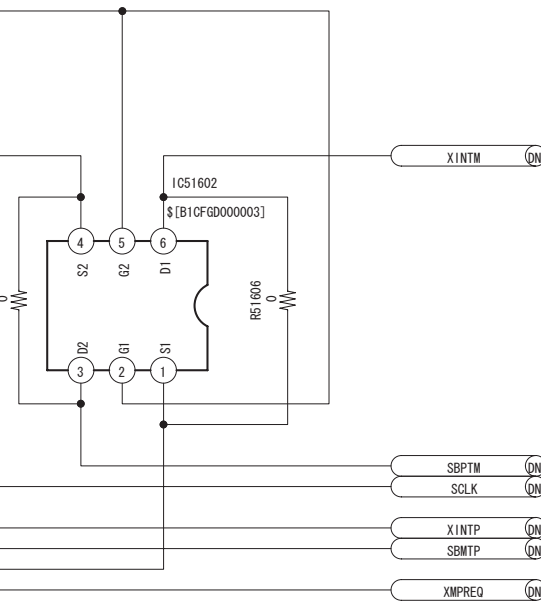 XINTM DN
IC51602
$[B1CFGD000003]
4 5 6
S2 G2 D1
0
R51606
0
D2 G1 S1
3 2 1
SBPTM DN
SCLK DN
XINTP DN
SBMTP DN
XMPREQ DN